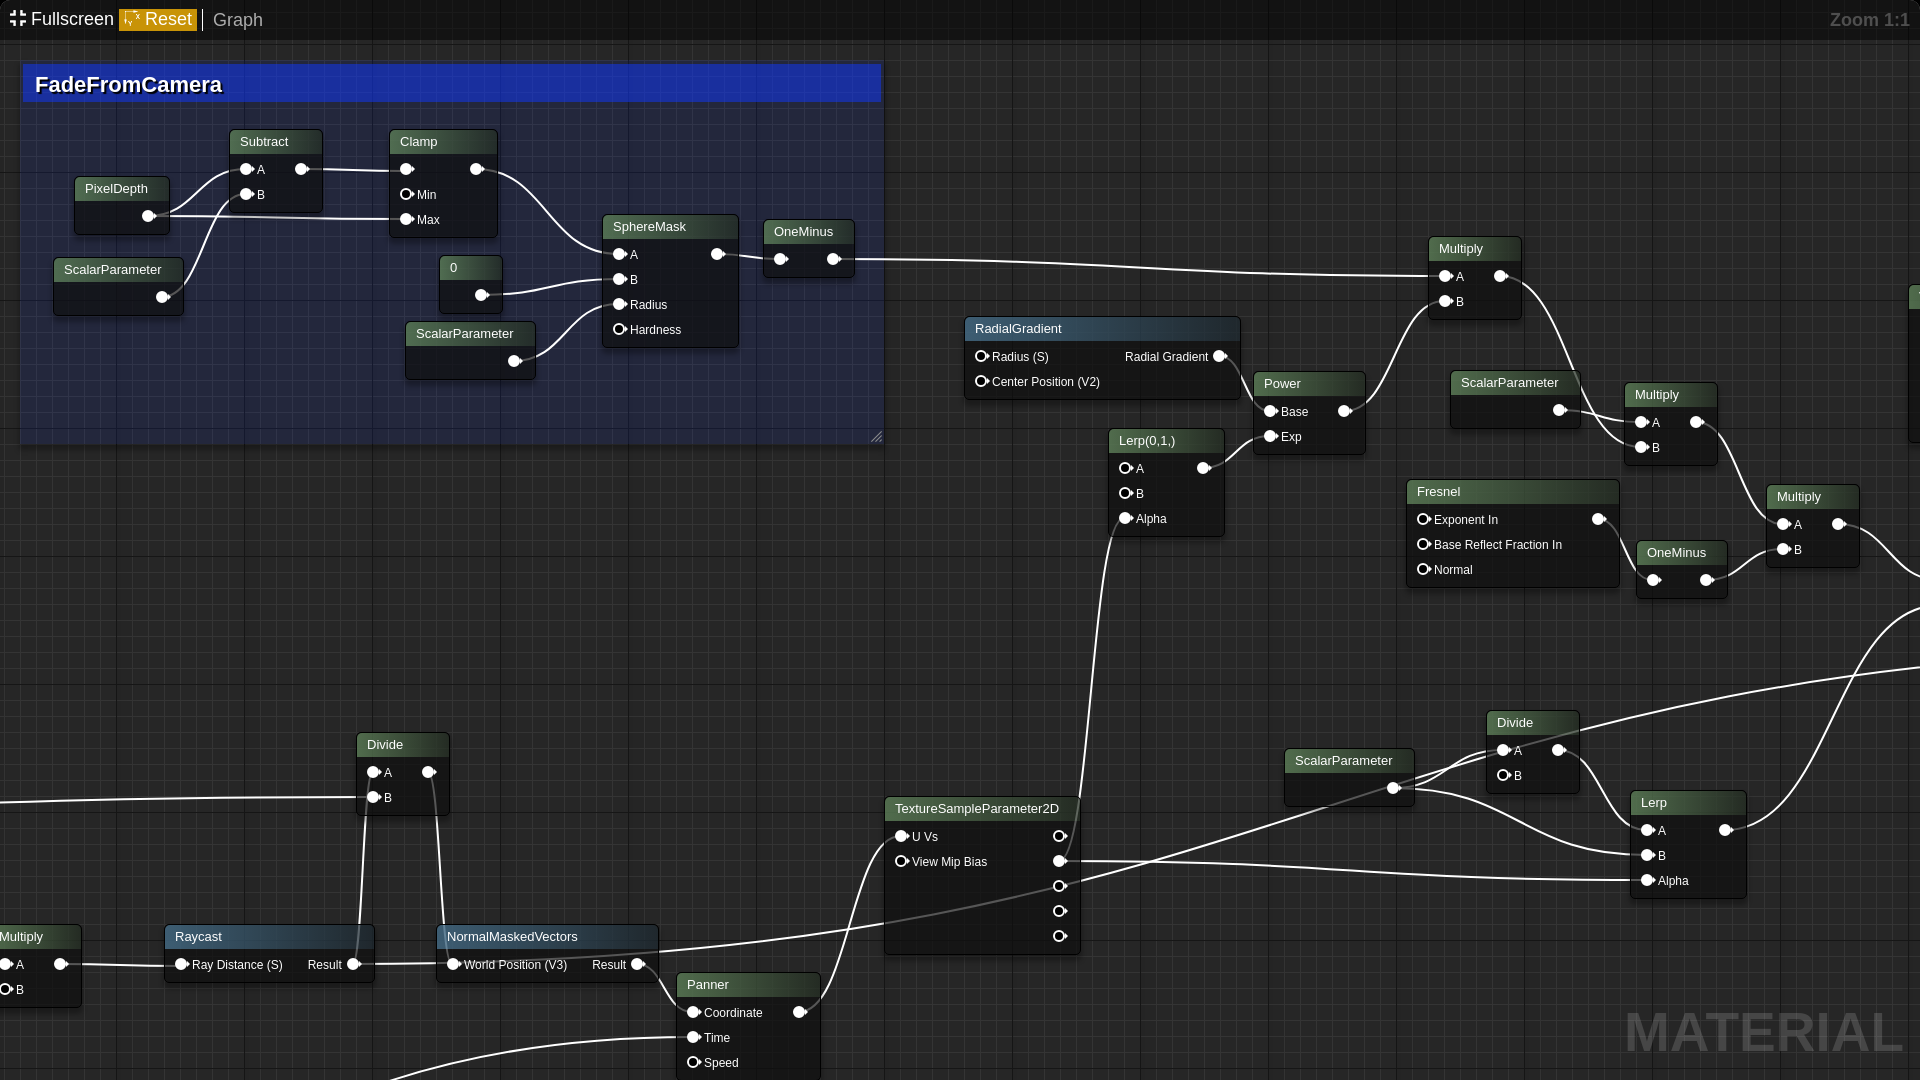 Fullscreen Reset Graph Zoom 1:1
FadeFromCamera
Subtract
A
B
Clamp
Min
Max
PixelDepth
ScalarParameter
0
ScalarParameter
SphereMask
A
B
Radius
Hardness
OneMinus
Multiply
A
B
RadialGradient
Radius (S) Radial Gradient
Center Position (V2)
Power
Base
Exp
ScalarParameter
Multiply
A
B
Lerp(0,1,)
A
B
Alpha
Fresnel
Exponent In
Base Reflect Fraction In
Normal
OneMinus
Multiply
A
B
Divide
A
B
ScalarParameter
Divide
A
B
TextureSampleParameter2D
U Vs
View Mip Bias
Lerp
A
B
Alpha
Multiply
A
B
Raycast
Ray Distance (S) Result
NormalMaskedVectors
World Position (V3) Result
Panner
Coordinate
Time
Speed
MATERIAL